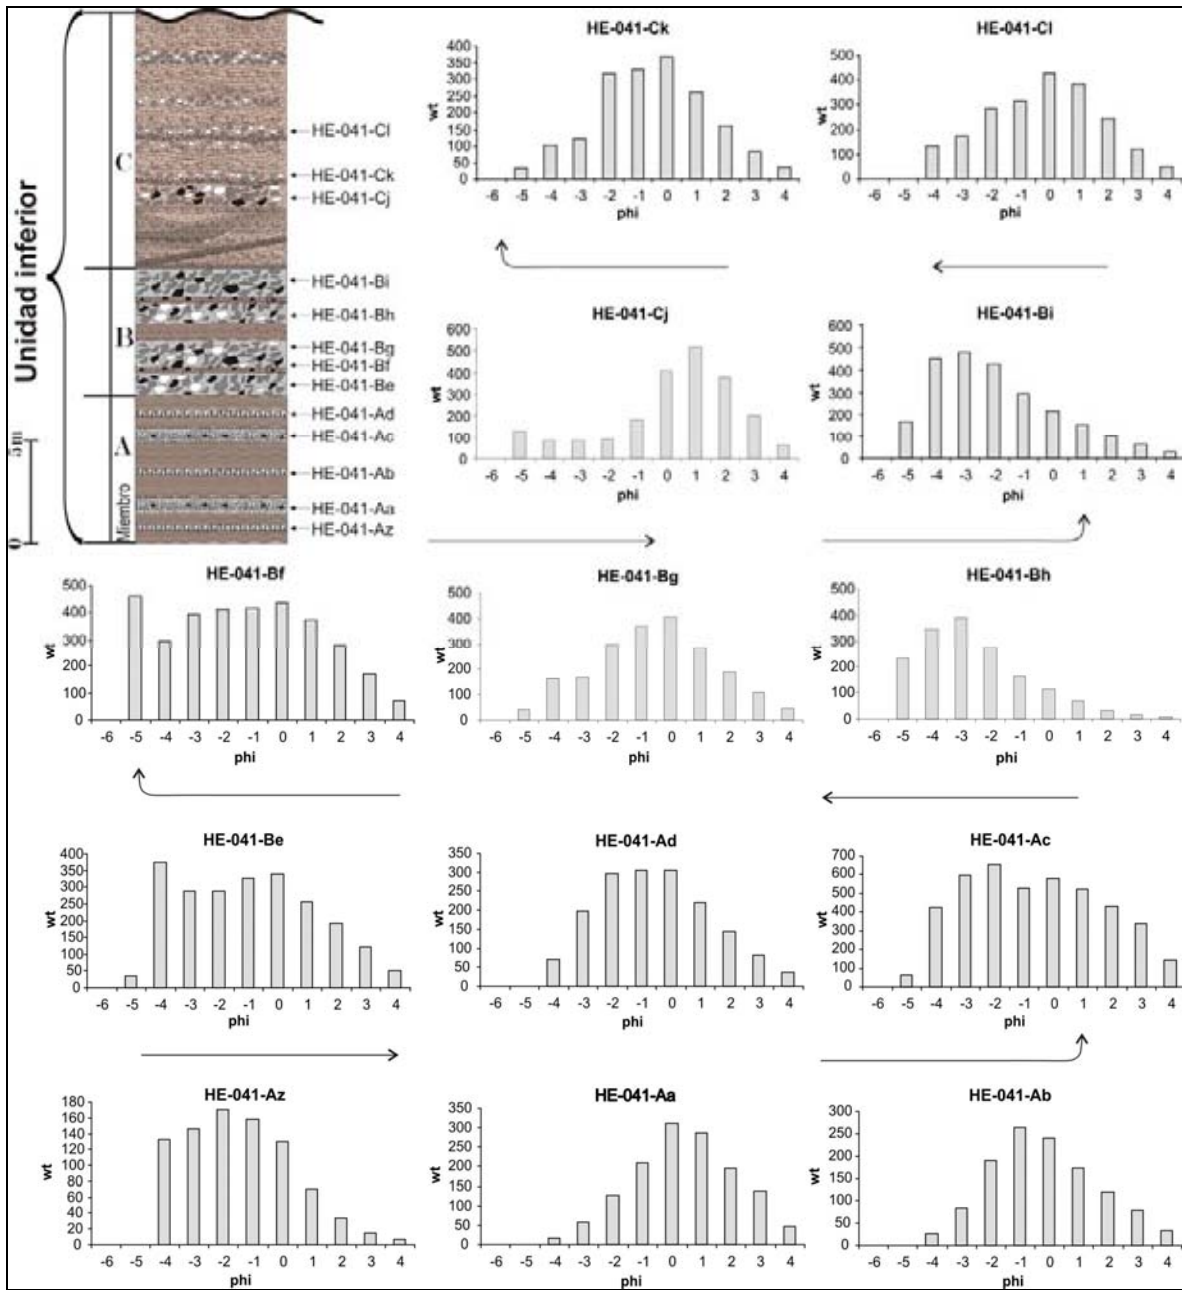 Unidad inferior
C
B
A
Miembro
5m
0
HE-041-Cl
HE-041-Ck
HE-041-Cj
HE-041-Bi
HE-041-Bh
HE-041-Bg
HE-041-Bf
HE-041-Be
HE-041-Ad
HE-041-Ac
HE-041-Ab
HE-041-Aa
HE-041-Az
HE-041-Ck
wt
400
350
300
250
200
150
100
50
0
-6 -5 -4 -3 -2 -1 0 1 2 3 4
phi
HE-041-Cl
wt
500
400
300
200
100
0
-6 -5 -4 -3 -2 -1 0 1 2 3 4
phi
HE-041-Cj
wt
600
500
400
300
200
100
0
-6 -5 -4 -3 -2 -1 0 1 2 3 4
phi
HE-041-Bi
wt
600
500
400
300
200
100
0
-6 -5 -4 -3 -2 -1 0 1 2 3 4
phi
HE-041-Bf
wt
500
400
300
200
100
0
-6 -5 -4 -3 -2 -1 0 1 2 3 4
phi
HE-041-Bg
wt
500
400
300
200
100
0
-6 -5 -4 -3 -2 -1 0 1 2 3 4
phi
HE-041-Bh
wt
500
400
300
200
100
0
-6 -5 -4 -3 -2 -1 0 1 2 3 4
phi
HE-041-Be
wt
400
350
300
250
200
150
100
50
0
-6 -5 -4 -3 -2 -1 0 1 2 3 4
phi
HE-041-Ad
wt
350
300
250
200
150
100
50
0
-6 -5 -4 -3 -2 -1 0 1 2 3 4
phi
HE-041-Ac
wt
700
600
500
400
300
200
100
0
-6 -5 -4 -3 -2 -1 0 1 2 3 4
phi
HE-041-Az
wt
180
160
140
120
100
80
60
40
20
0
-6 -5 -4 -3 -2 -1 0 1 2 3 4
phi
HE-041-Aa
wt
350
300
250
200
150
100
50
0
-6 -5 -4 -3 -2 -1 0 1 2 3 4
phi
HE-041-Ab
wt
300
250
200
150
100
50
0
-6 -5 -4 -3 -2 -1 0 1 2 3 4
phi